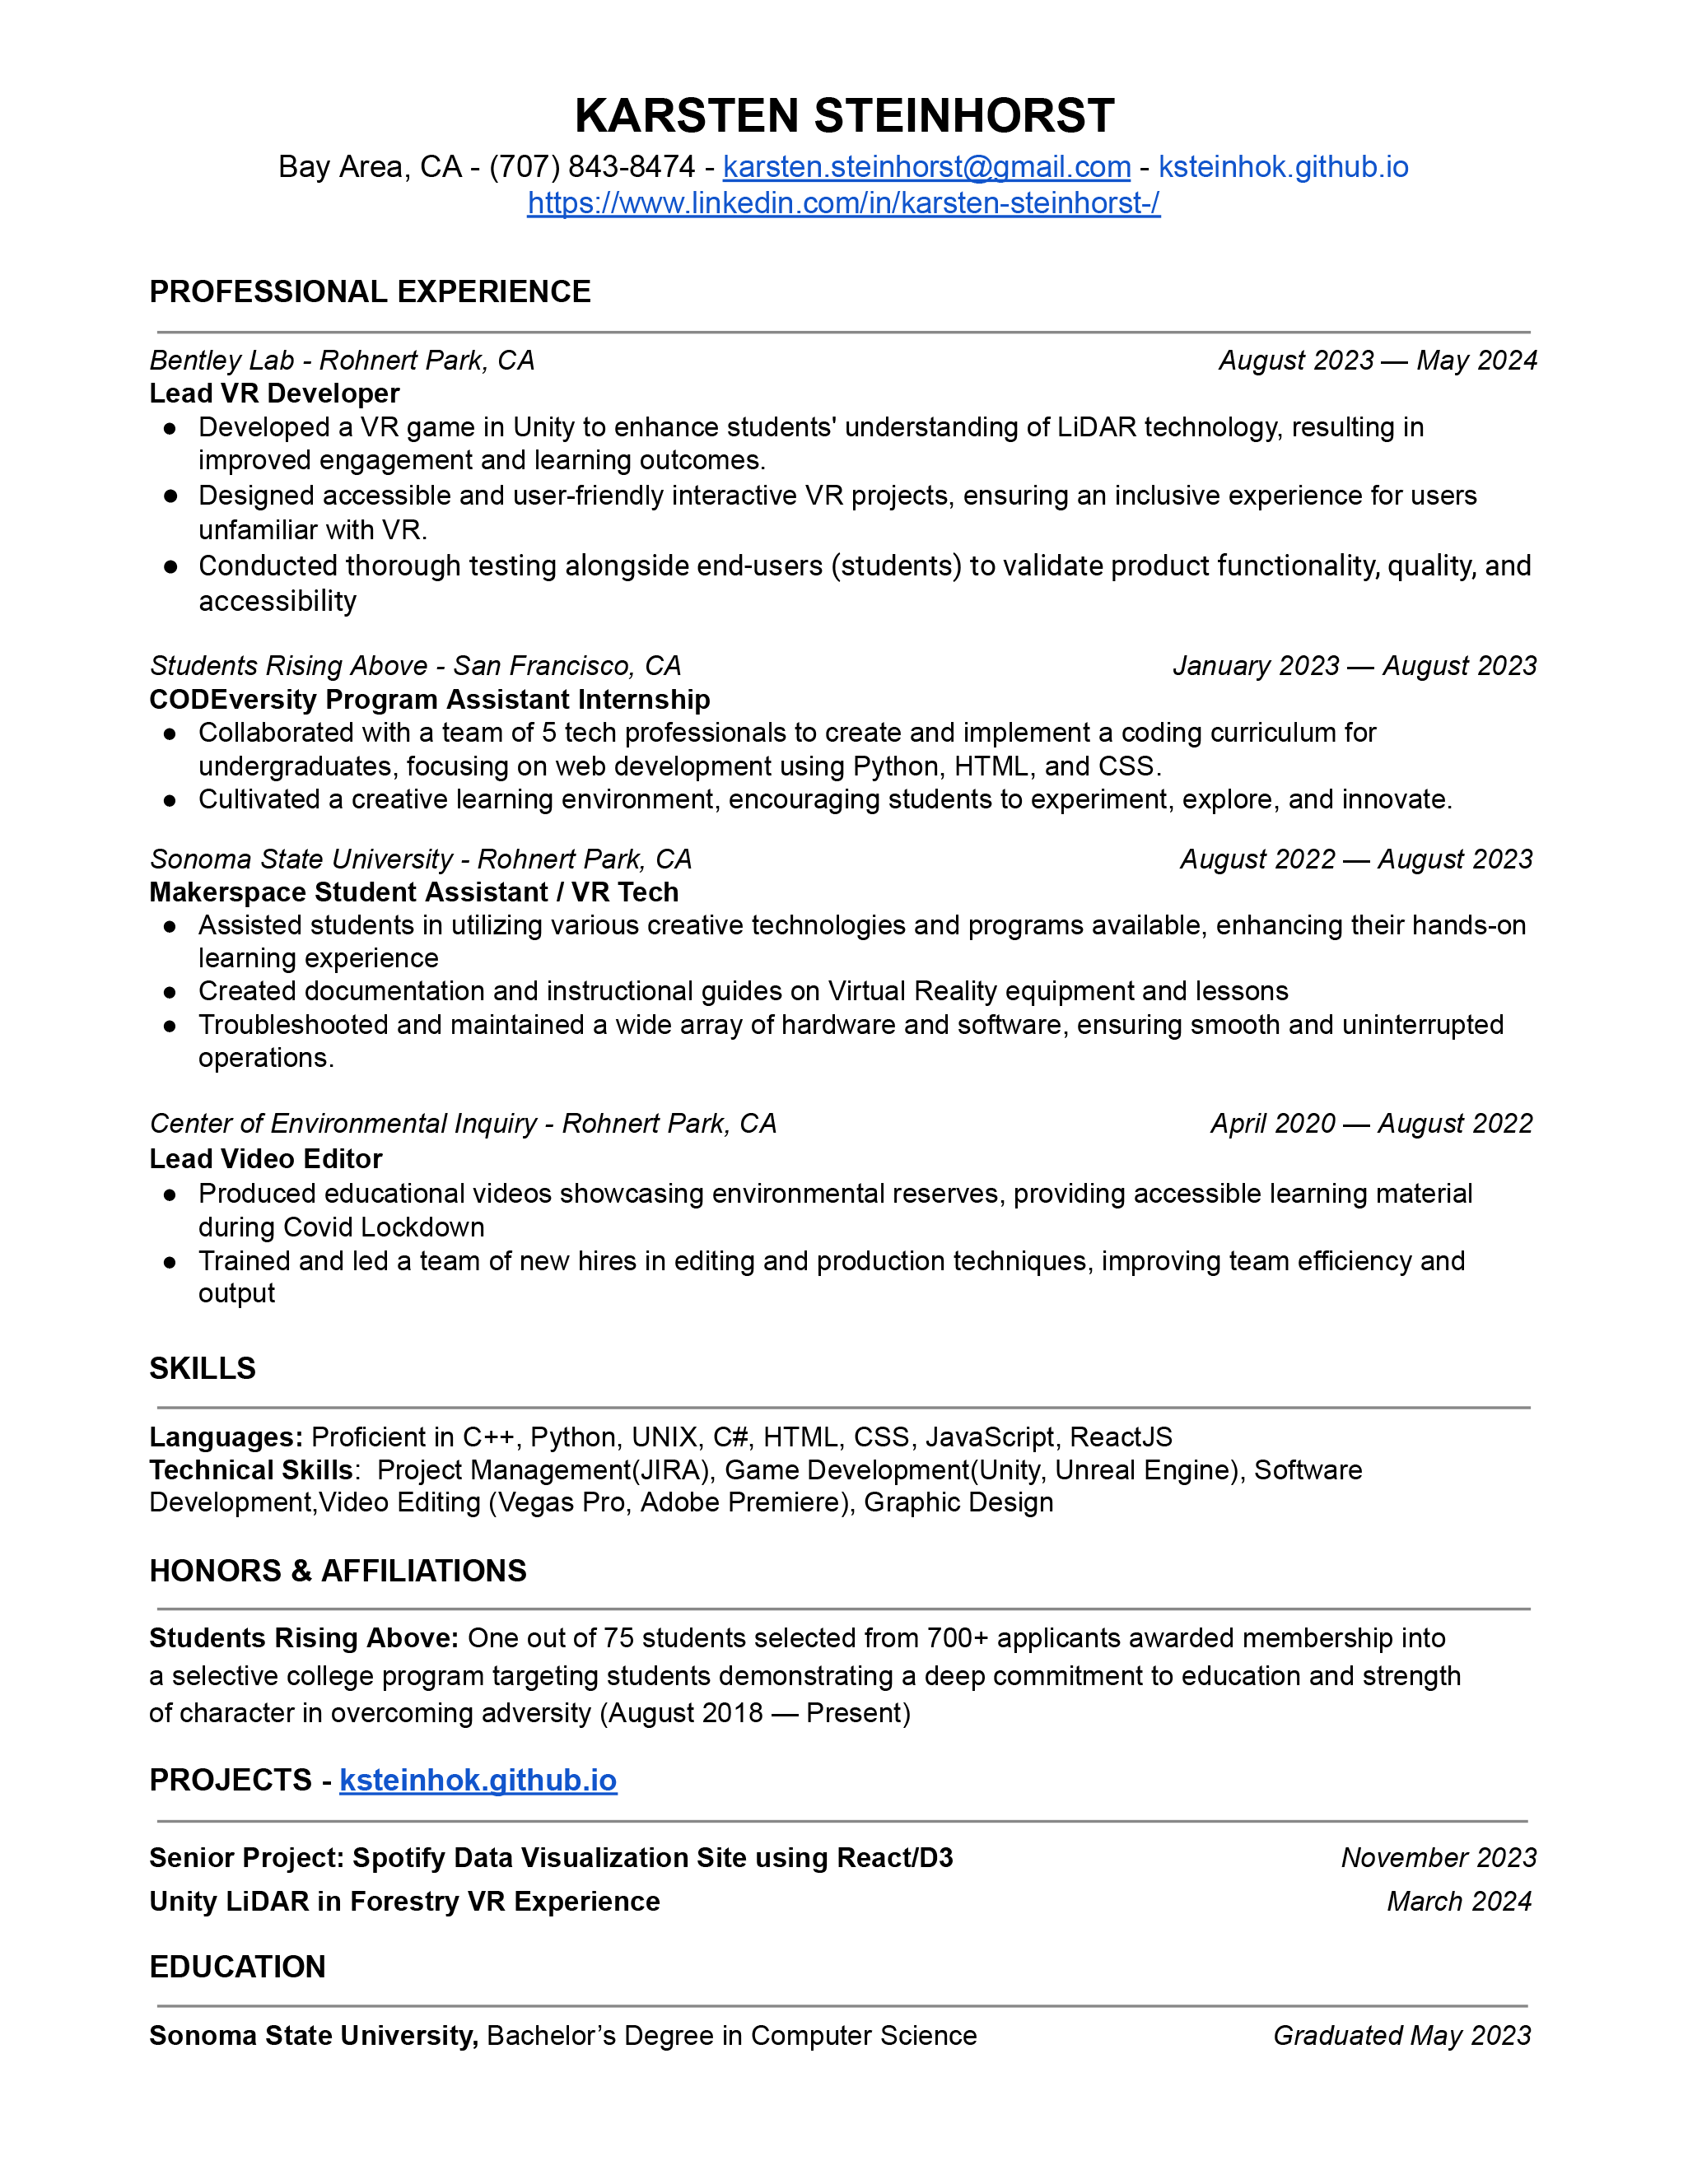 KARSTEN STEINHORST
Bay Area, CA - (707) 843-8474 - karsten.steinhorst@gmail.com - ksteinhok.github.io
https://www.linkedin.com/in/karsten-steinhorst-/
PROFESSIONAL EXPERIENCE
Bentley Lab - Rohnert Park, CA August 2023 — May 2024
Lead VR Developer
● Developed a VR game in Unity to enhance students' understanding of LiDAR technology, resulting in
improved engagement and learning outcomes.
● Designed accessible and user-friendly interactive VR projects, ensuring an inclusive experience for users
unfamiliar with VR.
● Conducted thorough testing alongside end-users (students) to validate product functionality, quality, and
accessibility
Students Rising Above - San Francisco, CA January 2023 — August 2023
CODEversity Program Assistant Internship
● Collaborated with a team of 5 tech professionals to create and implement a coding curriculum for
undergraduates, focusing on web development using Python, HTML, and CSS.
● Cultivated a creative learning environment, encouraging students to experiment, explore, and innovate.
Sonoma State University - Rohnert Park, CA August 2022 — August 2023
Makerspace Student Assistant / VR Tech
● Assisted students in utilizing various creative technologies and programs available, enhancing their hands-on
learning experience
● Created documentation and instructional guides on Virtual Reality equipment and lessons
● Troubleshooted and maintained a wide array of hardware and software, ensuring smooth and uninterrupted
operations.
Center of Environmental Inquiry - Rohnert Park, CA April 2020 — August 2022
Lead Video Editor
● Produced educational videos showcasing environmental reserves, providing accessible learning material
during Covid Lockdown
● Trained and led a team of new hires in editing and production techniques, improving team efficiency and
output
SKILLS
Languages: Proficient in C++, Python, UNIX, C#, HTML, CSS, JavaScript, ReactJS
Technical Skills:  Project Management(JIRA), Game Development(Unity, Unreal Engine), Software
Development,Video Editing (Vegas Pro, Adobe Premiere), Graphic Design
HONORS & AFFILIATIONS
Students Rising Above: One out of 75 students selected from 700+ applicants awarded membership into
a selective college program targeting students demonstrating a deep commitment to education and strength
of character in overcoming adversity (August 2018 — Present)
PROJECTS - ksteinhok.github.io
Senior Project: Spotify Data Visualization Site using React/D3 November 2023
Unity LiDAR in Forestry VR Experience March 2024
EDUCATION
Sonoma State University, Bachelor’s Degree in Computer Science Graduated May 2023